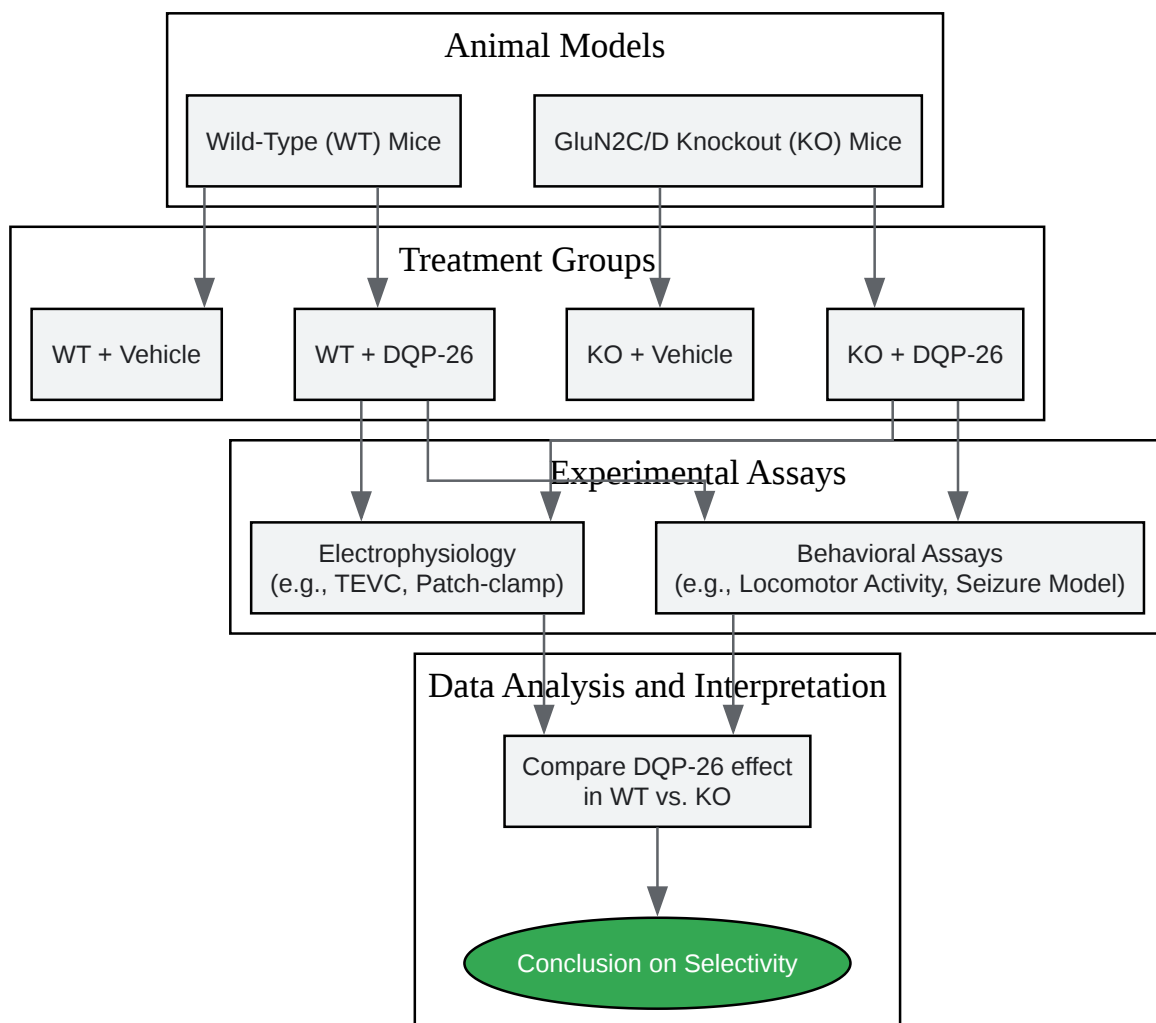 Animal Models
Wild-Type (WT) Mice
GluN2C/D Knockout (KO) Mice
Treatment Groups
WT + Vehicle
WT + DQP-26
KO + Vehicle
KO + DQP-26
Experimental Assays
Electrophysiology
(e.g., TEVC, Patch-clamp)
Behavioral Assays
(e.g., Locomotor Activity, Seizure Model)
Data Analysis and Interpretation
Compare DQP-26 effect
in WT vs. KO
Conclusion on Selectivity